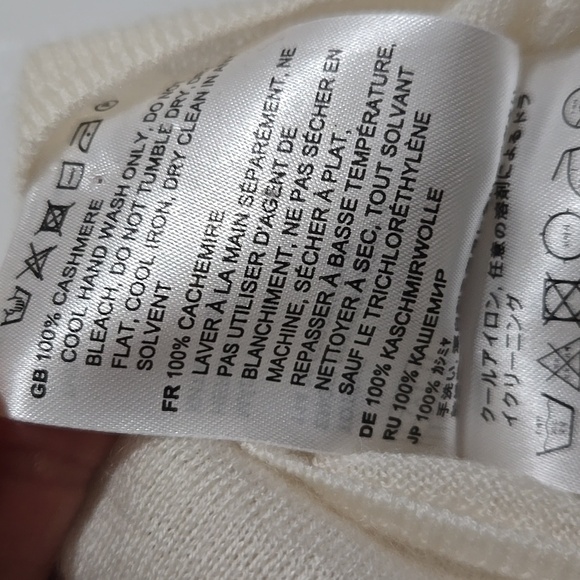 GB 100% CASHMERE
COOL HAND WASH ONLY, DO NOT
BLEACH, DO NOT TUMBLE DRY,
FLAT, COOL IRON, DRY CLEAN IN
SOLVENT
FR 100% CACHEMIRE
LAVER À LA MAIN SÉPARÉMENT, NE
PAS UTILISER D'AGENT DE
BLANCHIMENT, NE PAS SÉCHER EN
MACHINE, SÉCHER À PLAT,
REPASSER À BASSE TEMPÉRATURE,
NETTOYER À SEC, TOUT SOLVANT
SAUF LE TRICHLORÉTHYLÈNE
DE 100% KASCHMIRWOLLE
RU 100% КАШЕМИР
JP 100% カシミヤ
手洗い
クールアイロン, 任意の溶剤によるドラ
イクリーニング